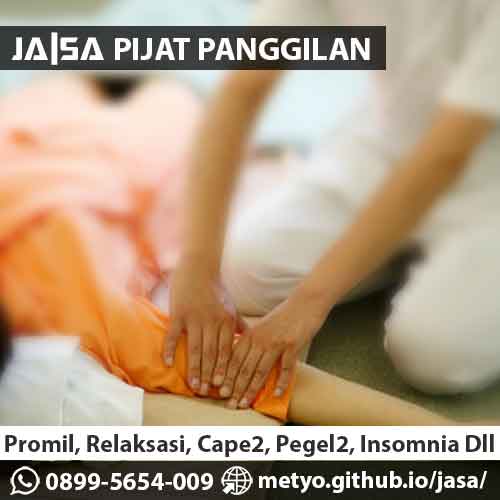 JA|SA PIJAT PANGGILAN
Promil, Relaksasi, Cape2, Pegel2, Insomnia Dll
0899-5654-009 metyo.github.io/jasa/